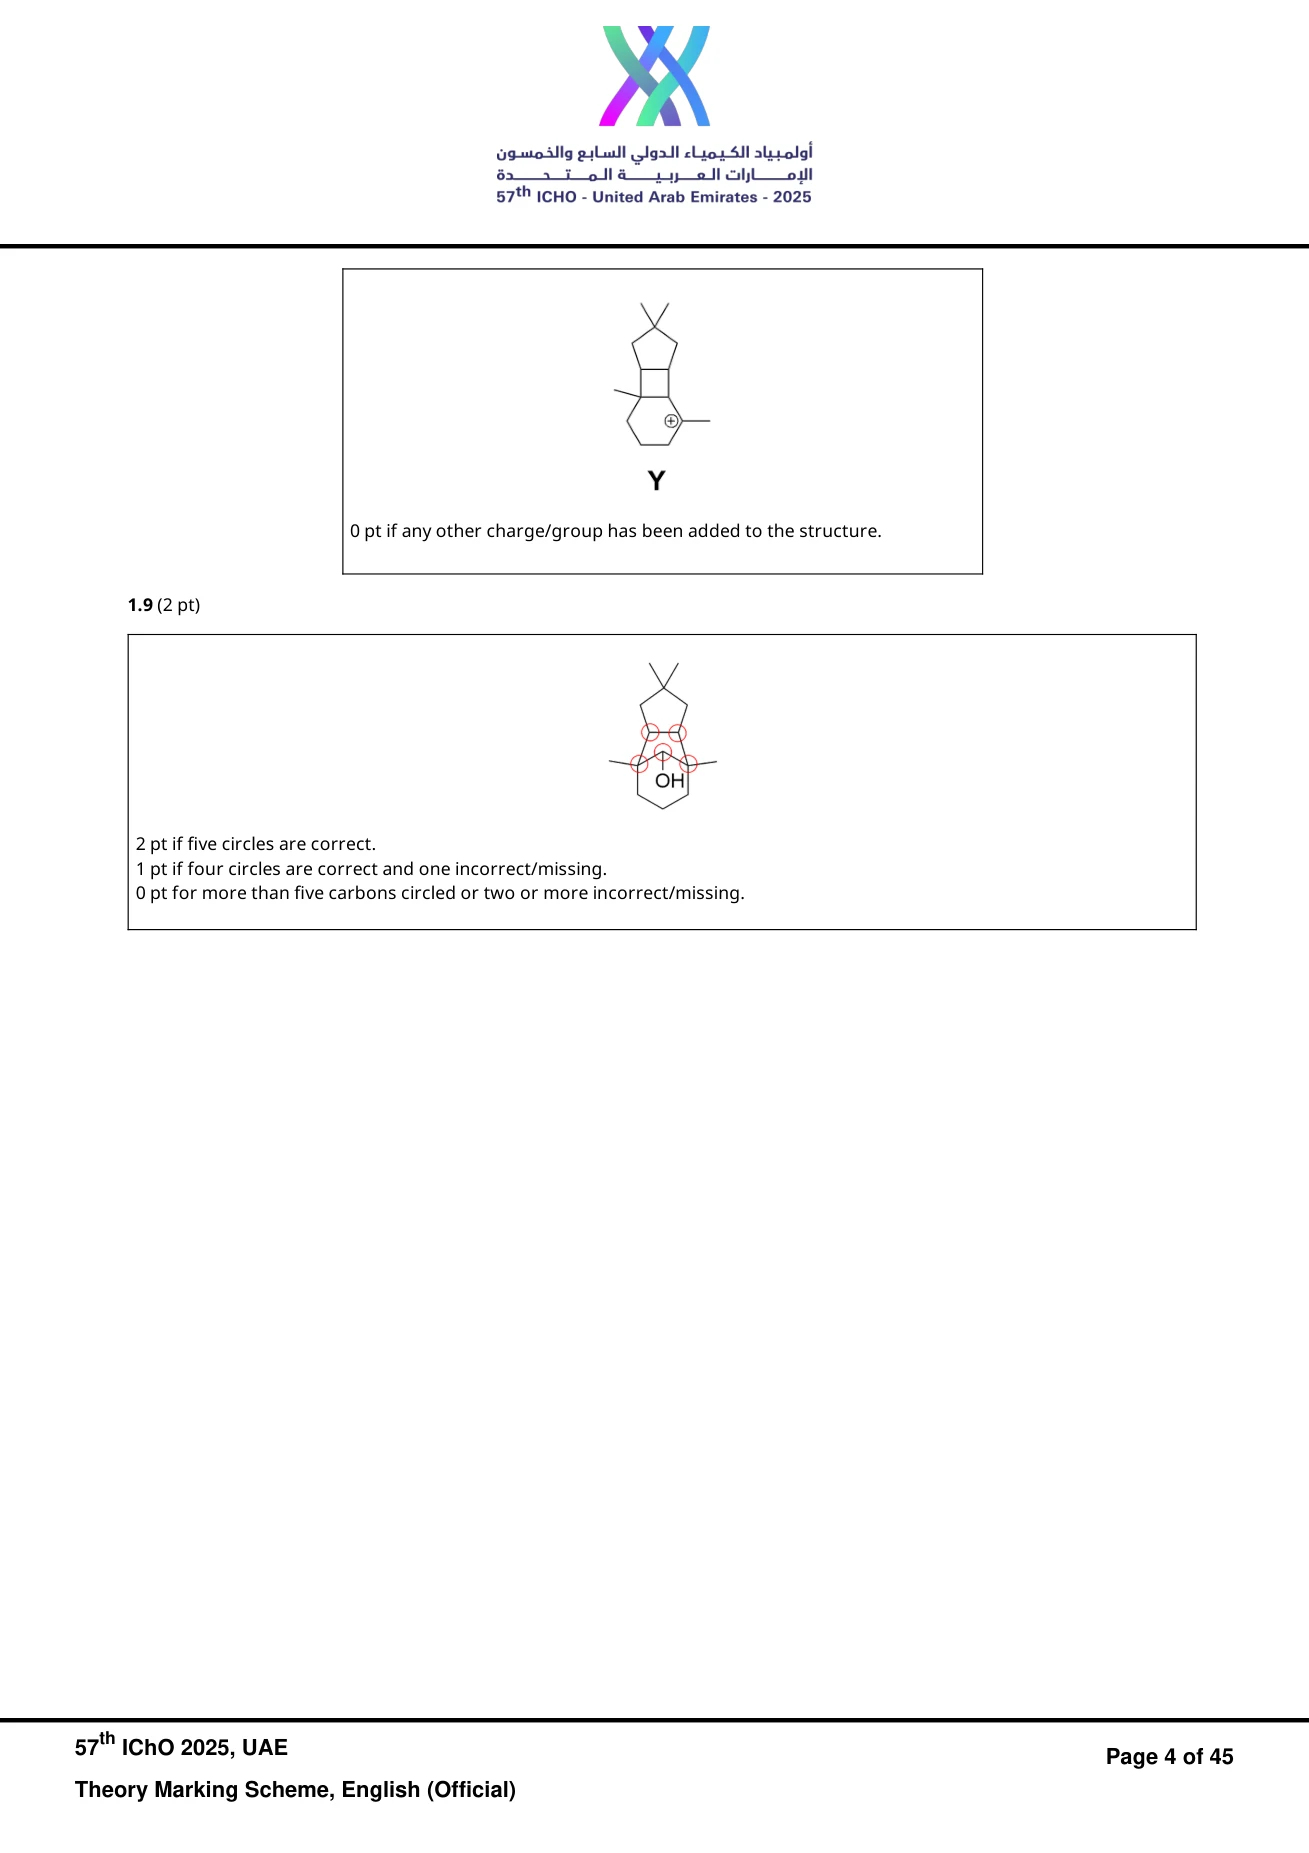 أولمبياد الكيمياء الدولي السابع والخمسون
الإمـــــــارات العــــربيـــــــة المــــتــحــــــدة
57th ICHO - United Arab Emirates - 2025
⊕
Y
0 pt if any other charge/group has been added to the structure.
1.9 (2 pt)
OH
2 pt if five circles are correct.
1 pt if four circles are correct and one incorrect/missing.
0 pt for more than five carbons circled or two or more incorrect/missing.
57th IChO 2025, UAE
Page 4 of 45
Theory Marking Scheme, English (Official)